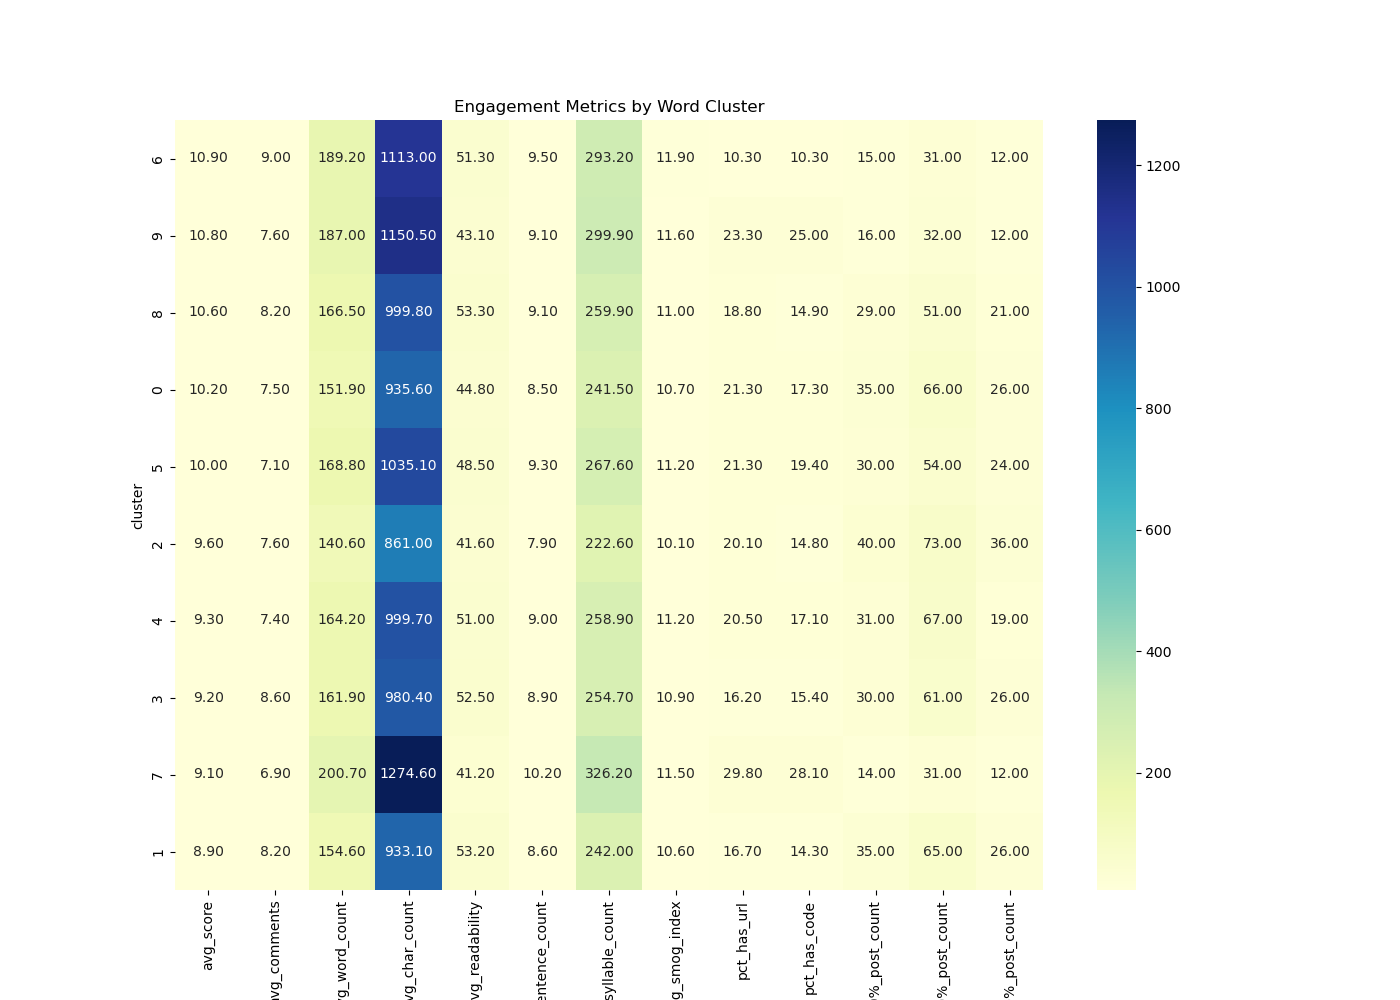 Engagement Metrics by Word Cluster
6 10.90 9.00 189.20 1113.00 51.30 9.50 293.20 11.90 10.30 10.30 15.00 31.00 12.00
9 10.80 7.60 187.00 1150.50 43.10 9.10 299.90 11.60 23.30 25.00 16.00 32.00 12.00
8 10.60 8.20 166.50 999.80 53.30 9.10 259.90 11.00 18.80 14.90 29.00 51.00 21.00
0 10.20 7.50 151.90 935.60 44.80 8.50 241.50 10.70 21.30 17.30 35.00 66.00 26.00
5 10.00 7.10 168.80 1035.10 48.50 9.30 267.60 11.20 21.30 19.40 30.00 54.00 24.00
2 9.60 7.60 140.60 861.00 41.60 7.90 222.60 10.10 20.10 14.80 40.00 73.00 36.00
4 9.30 7.40 164.20 999.70 51.00 9.00 258.90 11.20 20.50 17.10 31.00 67.00 19.00
3 9.20 8.60 161.90 980.40 52.50 8.90 254.70 10.90 16.20 15.40 30.00 61.00 26.00
7 9.10 6.90 200.70 1274.60 41.20 10.20 326.20 11.50 29.80 28.10 14.00 31.00 12.00
1 8.90 8.20 154.60 933.10 53.20 8.60 242.00 10.60 16.70 14.30 35.00 65.00 26.00
cluster
avg_score
avg_comments
vg_word_count
vg_char_count
vg_readability
entence_count
syllable_count
g_smog_index
pct_has_url
pct_has_code
0%_post_count
%_post_count
%_post_count
1200
1000
800
600
400
200